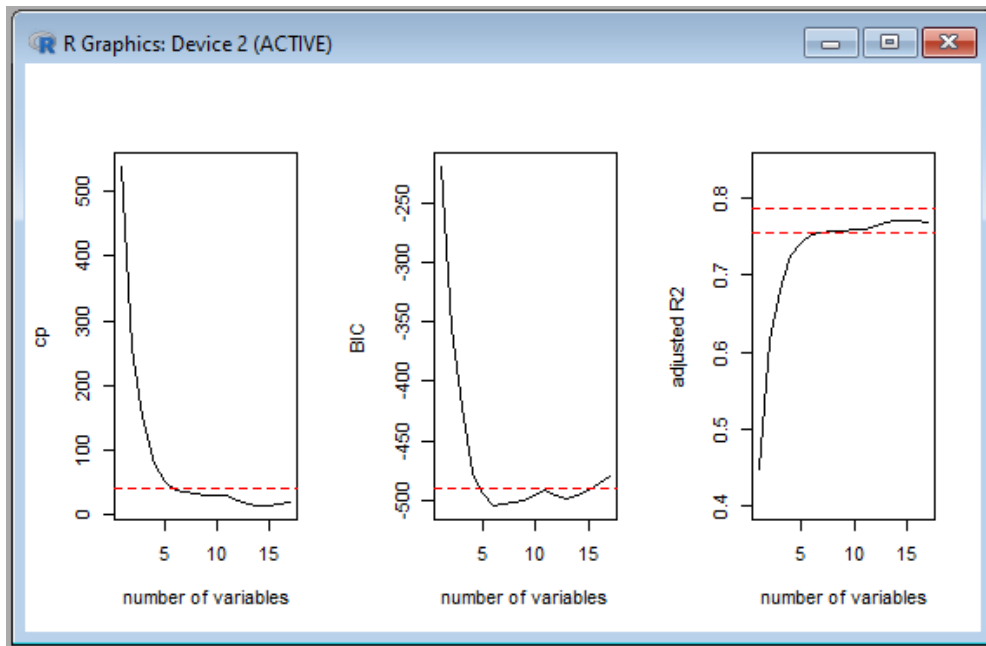 R Graphics: Device 2 (ACTIVE)
cp
0 100 200 300 400 500
5 10 15
number of variables
BIC
-500 -450 -400 -350 -300 -250
5 10 15
number of variables
adjusted R2
0.4 0.5 0.6 0.7 0.8
5 10 15
number of variables